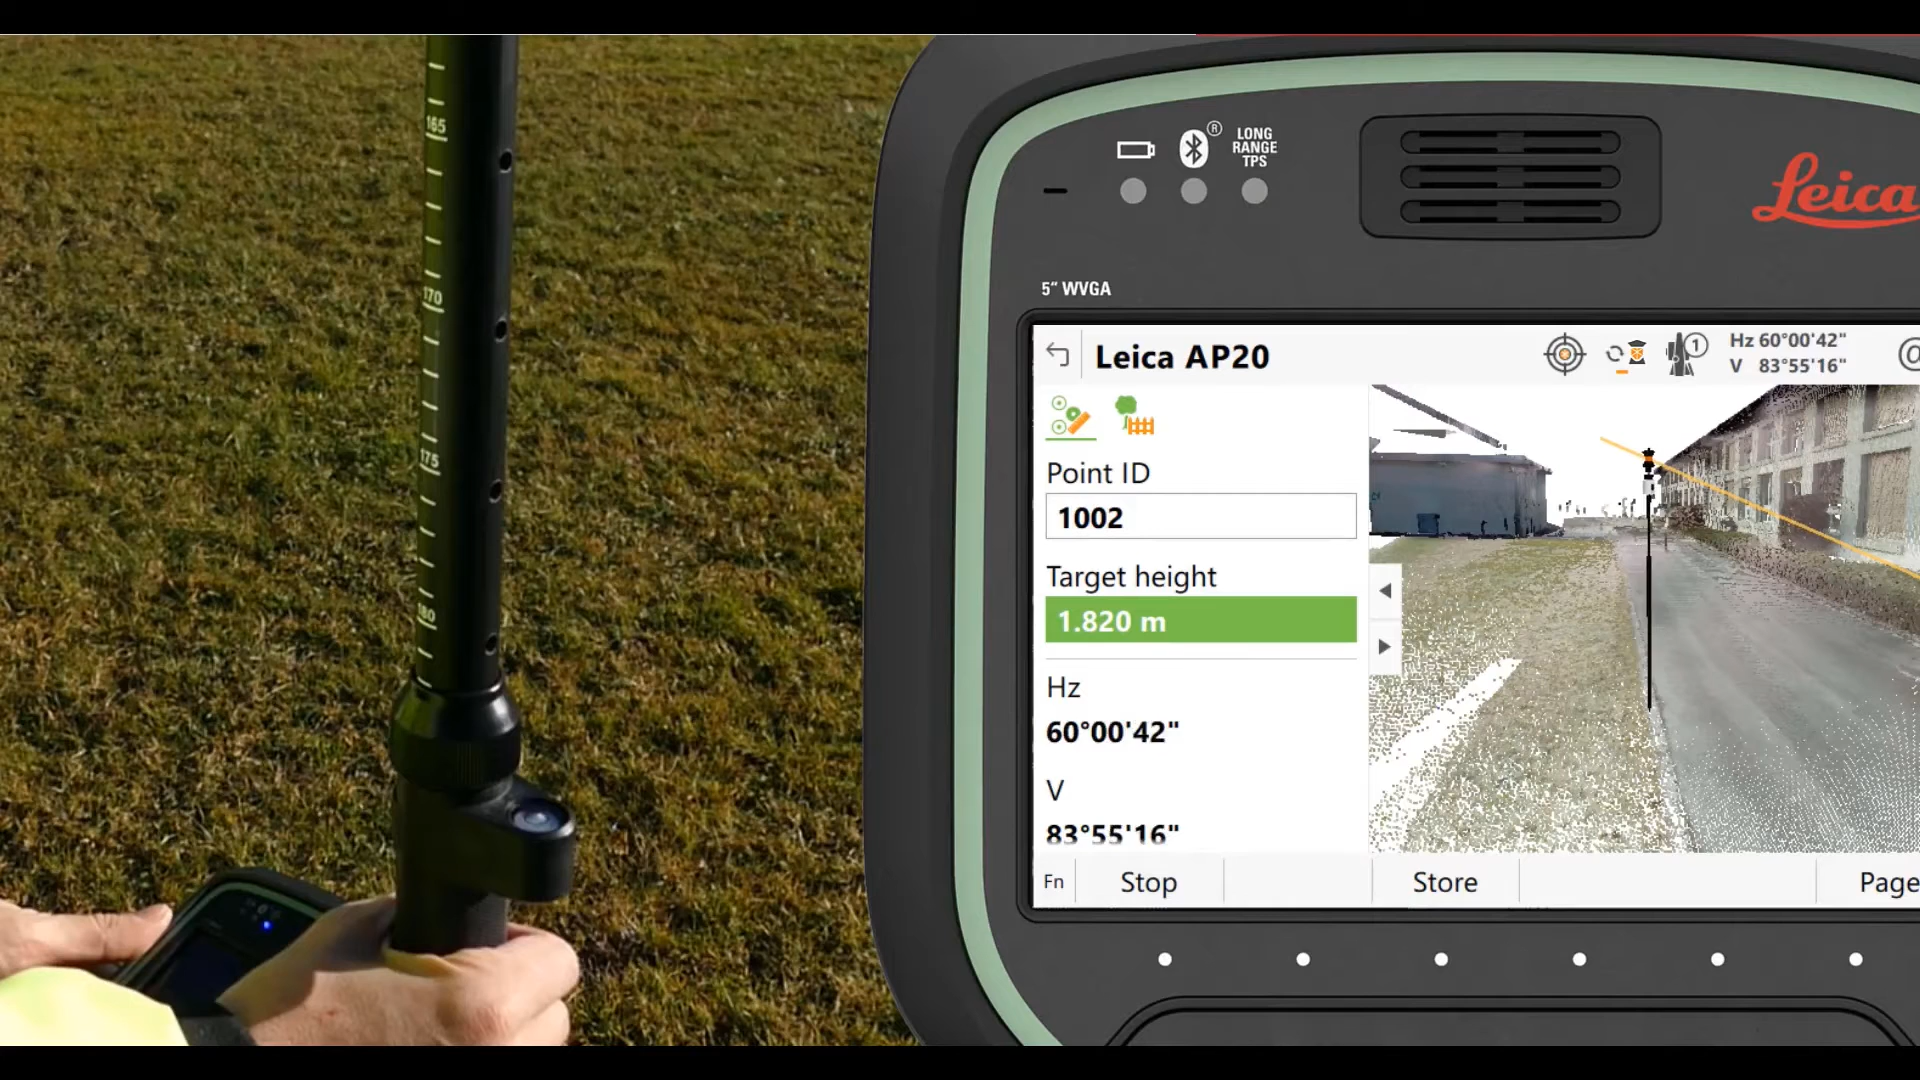 165
170
175
180
LONG
RANGE
TPS
®
Leica
5“ WVGA
Leica AP20
1
Hz 60°00'42"
V 83°55'16"
@
Point ID
1002
Target height
1.820 m
Hz
60°00'42"
V
83°55'16"
Fn Stop Store Page